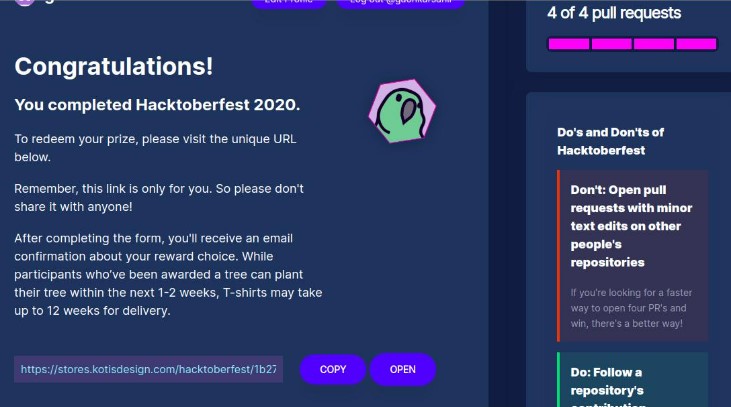 4 of 4 pull requests
Congratulations!
You completed Hacktoberfest 2020.
To redeem your prize, please visit the unique URL
below.
Remember, this link is only for you. So please don't
share it with anyone!
After completing the form, you'll receive an email
confirmation about your reward choice. While
participants who've been awarded a tree can plant
their tree within the next 1-2 weeks, T-shirts may take
up to 12 weeks for delivery.
https://stores.kotisdesign.com/hacktoberfest/1b27
COPY
OPEN
Do's and Don'ts of
Hacktoberfest
Don't: Open pull
requests with minor
text edits on other
people's
repositories
If you're looking for a faster
way to open four PR's and
win, there's a better way!
Do: Follow a
repository's
contribution